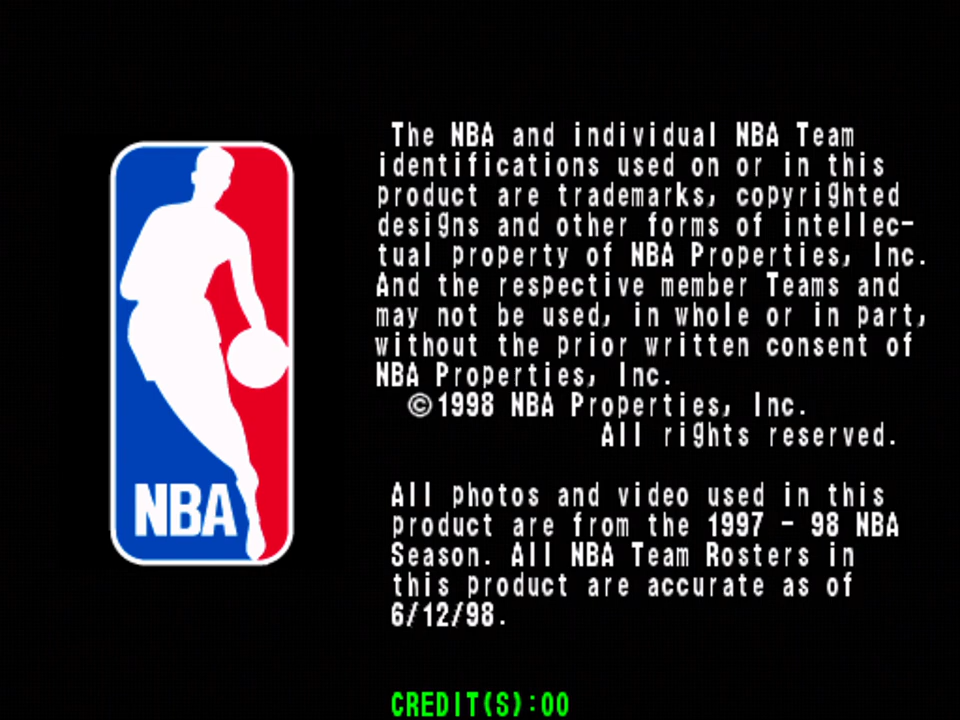 The NBA and individual NBA Team
identifications used on or in this
product are trademarks, copyrighted
designs and other forms of intellec-
tual property of NBA Properties, Inc.
And the respective member Teams and
may not be used, in whole or in part,
without the prior written consent of
NBA Properties, Inc.
©1998 NBA Properties, Inc.
All rights reserved.
NBA
All photos and video used in this
product are from the 1997 - 98 NBA
Season. All NBA Team Rosters in
this product are accurate as of
6/12/98.
CREDIT(S):00